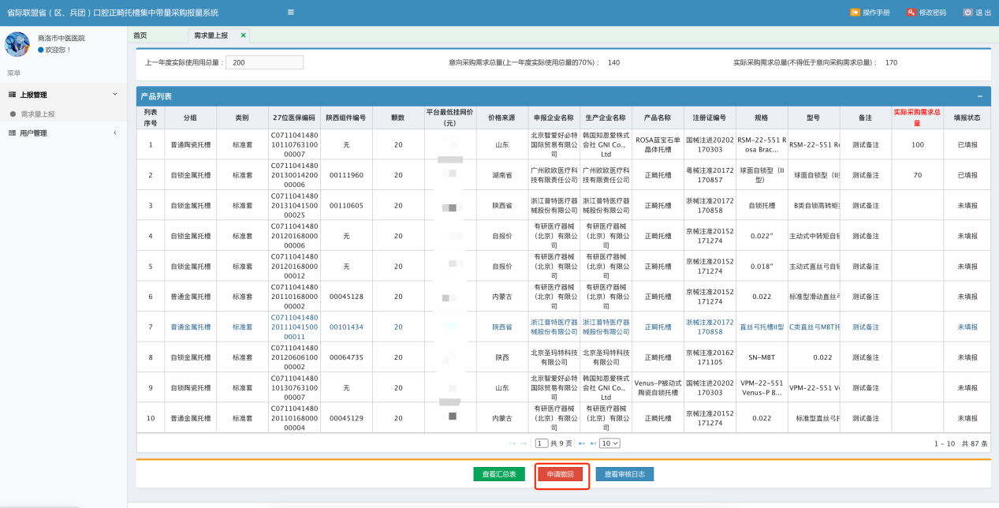 省际联盟省（区、兵团）口腔正畸托槽集中带量采购报量系统 操作手册 修改密码 退 出
商洛市中医医院
欢迎您！
菜单
上报管理
需求量上报
用户管理
首页 需求量上报 ×
上一年度实际使用用总量： 200 意向采购需求总量(上一年度实际使用总量的70%)： 140 实际采购需求总量(不得低于意向采购需求总量)： 170
产品列表
列表序号 分组 类别 27位医保编码 陕西组件编号 颗数 平台最低挂网价（元） 价格来源 申报企业名称 生产企业名称 产品名称 注册证编号 规格 型号 备注 实际采购需求总量 填报状态
1 普通陶瓷托槽 标准套 C07110414801011076310000007 无 20 山东 北京智爱好必特国际贸易有限公司 韩国知恩爱株式会社 GNI Co., Ltd ROSA蓝宝石单晶体托槽 国械注进20202170303 RSM-22-551 Rosa Brac... RSM-22-551 Ro 测试备注 100 已填报
2 自锁金属托槽 标准套 C07110414802013001420000006 00111960 20 湖南省 广州欧欧医疗科技有限责任公司 广州欧欧医疗科技有限责任公司 正畸托槽 粤械注准20172170857 球面自锁型（II型） 球面自锁型（II 测试备注 70 已填报
3 自锁金属托槽 标准套 C07110414802013104150000025 00110605 20 陕西省 浙江普特医疗器械股份有限公司 浙江普特医疗器械股份有限公司 正畸托槽 浙械注准20172170858 自锁托槽 B类自锁高转矩 测试备注 未填报
4 自锁金属托槽 标准套 C07110414802012016800000006 无 20 自报价 有研医疗器械（北京）有限公司 有研医疗器械（北京）有限公司 正畸托槽 京械注准20152171274 0.022″ 主动式中转矩自锁 测试备注 未填报
5 自锁金属托槽 标准套 C07110414802012016800000012 无 20 自报价 有研医疗器械（北京）有限公司 有研医疗器械（北京）有限公司 正畸托槽 京械注准20152171274 0.018″ 主动式直丝弓自锁 测试备注 未填报
6 普通金属托槽 标准套 C07110414802011016800000002 00045128 20 内蒙古 有研医疗器械（北京）有限公司 有研医疗器械（北京）有限公司 正畸托槽 京械注准20152171274 0.022 标准型滑动直丝弓 测试备注 未填报
7 普通金属托槽 标准套 C07110414802011104150000011 00101434 20 陕西省 浙江普特医疗器械股份有限公司 浙江普特医疗器械股份有限公司 正畸托槽 浙械注准20172170858 直丝弓托槽II型 C类直丝弓MBT托 测试备注 未填报
8 自锁金属托槽 标准套 C07110414802012060610000002 00064735 20 陕西 北京圣玛特科技有限公司 北京圣玛特科技有限公司 正畸托槽 京械注准20162171105 SN-MBT 0.022 测试备注 未填报
9 自锁陶瓷托槽 标准套 C07110414801013076310000007 无 20 山东 北京智爱好必特国际贸易有限公司 韩国知恩爱株式会社 GNI Co., Ltd Venus-P被动式陶瓷自锁托槽 国械注进20202170303 VPM-22-551 Venus-P B... VPM-22-551 V 测试备注 未填报
10 普通金属托槽 标准套 C07110414802011016800000004 00045129 20 内蒙古 有研医疗器械（北京）有限公司 有研医疗器械（北京）有限公司 正畸托槽 京械注准20152171274 0.022 标准型直丝弓托 测试备注 未填报
1 共 9 页 10 1 - 10 共 87 条
查看汇总表 申请撤回 查看审核日志